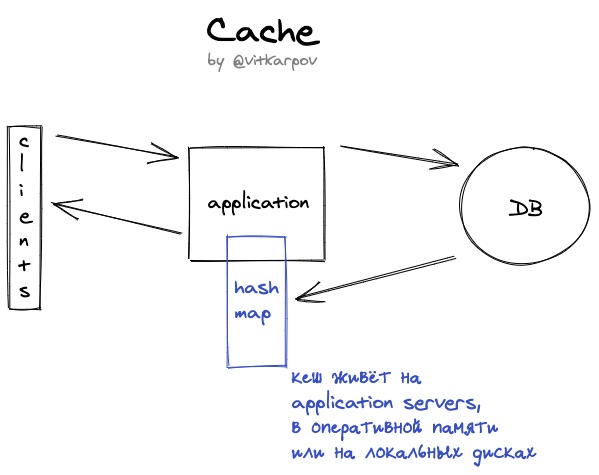 Cache
by @vitkarpov
clients
application
DB
hash
map
кеш живёт на
application servers,
в оперативной памяти
или на локальных дисках